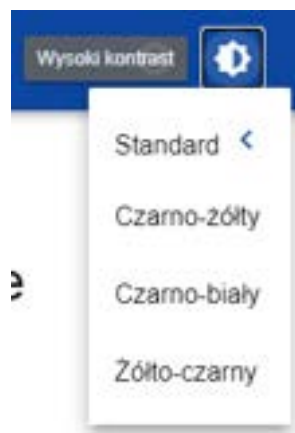 Wysoki kontrast
Standard
Czarno-żółty
e
Czarno-biały
Żółto-czarny